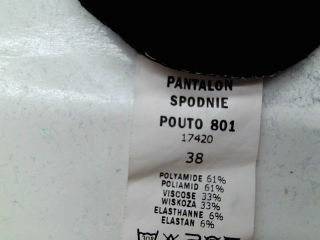 PANTALON
SPODNIE
POUTO 801
17420
38
POLYAMIDE 61%
POLIAMID 61%
VISCOSE 33%
WISKOZA 33%
ELASTHANNE 6%
ELASTAN 6%